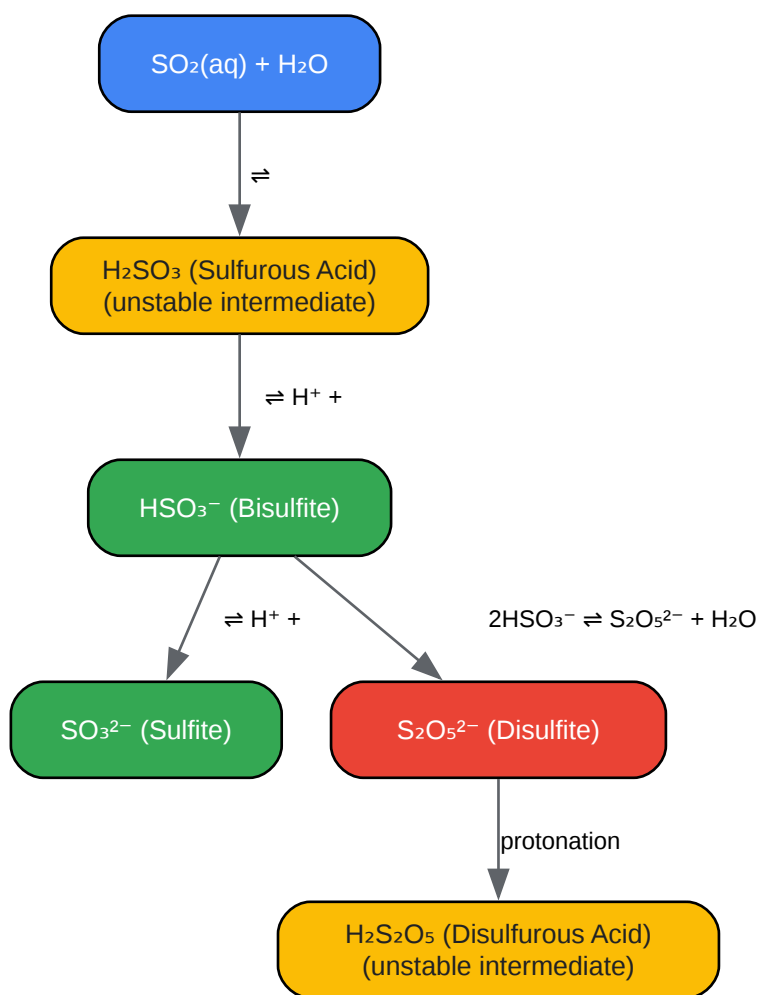 SO₂(aq) + H₂O
⇌
H₂SO₃ (Sulfurous Acid)
(unstable intermediate)
⇌ H⁺ +
HSO₃⁻ (Bisulfite)
⇌ H⁺ +
2HSO₃⁻ ⇌ S₂O₅²⁻ + H₂O
SO₃²⁻ (Sulfite)
S₂O₅²⁻ (Disulfite)
protonation
H₂S₂O₅ (Disulfurous Acid)
(unstable intermediate)